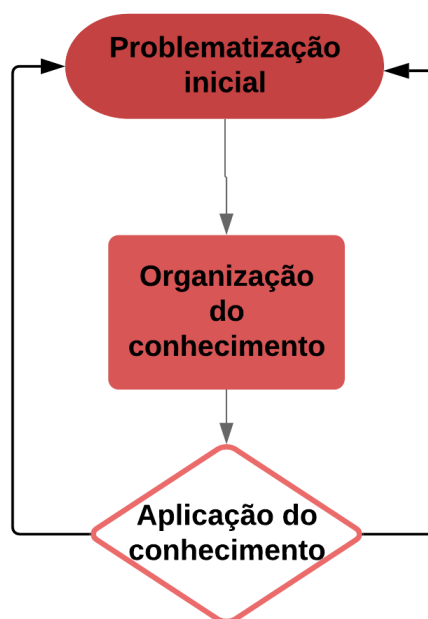 Problematização
inicial
Organização
do
conhecimento
Aplicação do
conhecimento